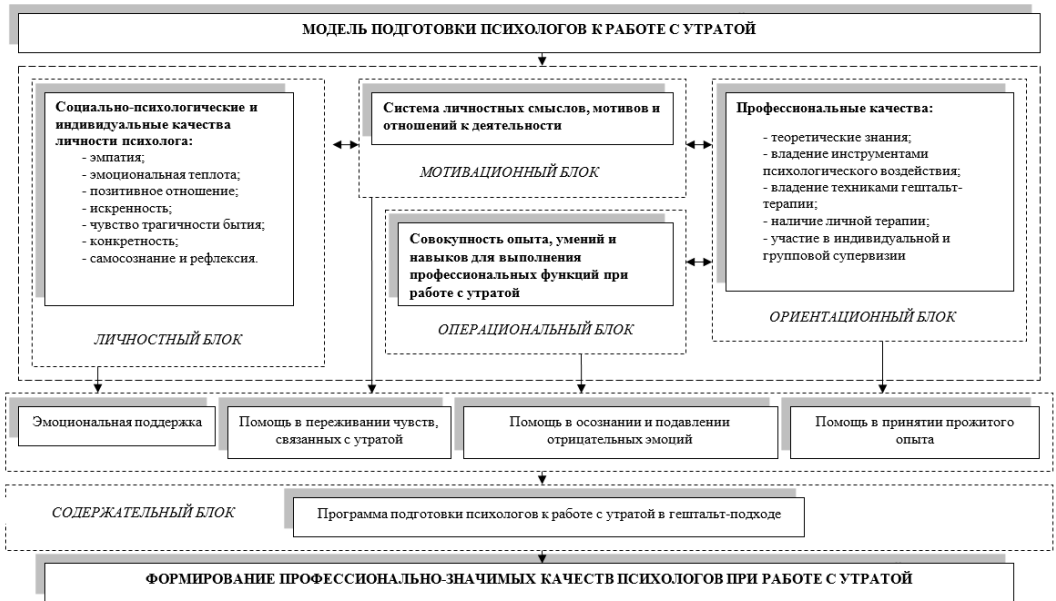 МОДЕЛЬ ПОДГОТОВКИ ПСИХОЛОГОВ К РАБОТЕ С УТРАТОЙ
Социально-психологические и
индивидуальные качества
личности психолога:
- эмпатия;
- эмоциональная теплота;
- позитивное отношение;
- искренность;
- чувство трагичности бытия;
- конкретность;
- самосознание и рефлексия.
ЛИЧНОСТНЫЙ БЛОК
Система личностных смыслов, мотивов и
отношений к деятельности
МОТИВАЦИОННЫЙ БЛОК
Совокупность опыта, умений и
навыков для выполнения
профессиональных функций при
работе с утратой
ОПЕРАЦИОНАЛЬНЫЙ БЛОК
Профессиональные качества:
- теоретические знания;
- владение инструментами
психологического воздействия;
- владение техниками гештальт-
терапии;
- наличие личной терапии;
- участие в индивидуальной и
групповой супервизии
ОРИЕНТАЦИОННЫЙ БЛОК
Эмоциональная поддержка
Помощь в переживании чувств,
связанных с утратой
Помощь в осознании и подавлении
отрицательных эмоций
Помощь в принятии прожитого
опыта
СОДЕРЖАТЕЛЬНЫЙ БЛОК
Программа подготовки психологов к работе с утратой в гештальт-подходе
ФОРМИРОВАНИЕ ПРОФЕССИОНАЛЬНО-ЗНАЧИМЫХ КАЧЕСТВ ПСИХОЛОГОВ ПРИ РАБОТЕ С УТРАТОЙ